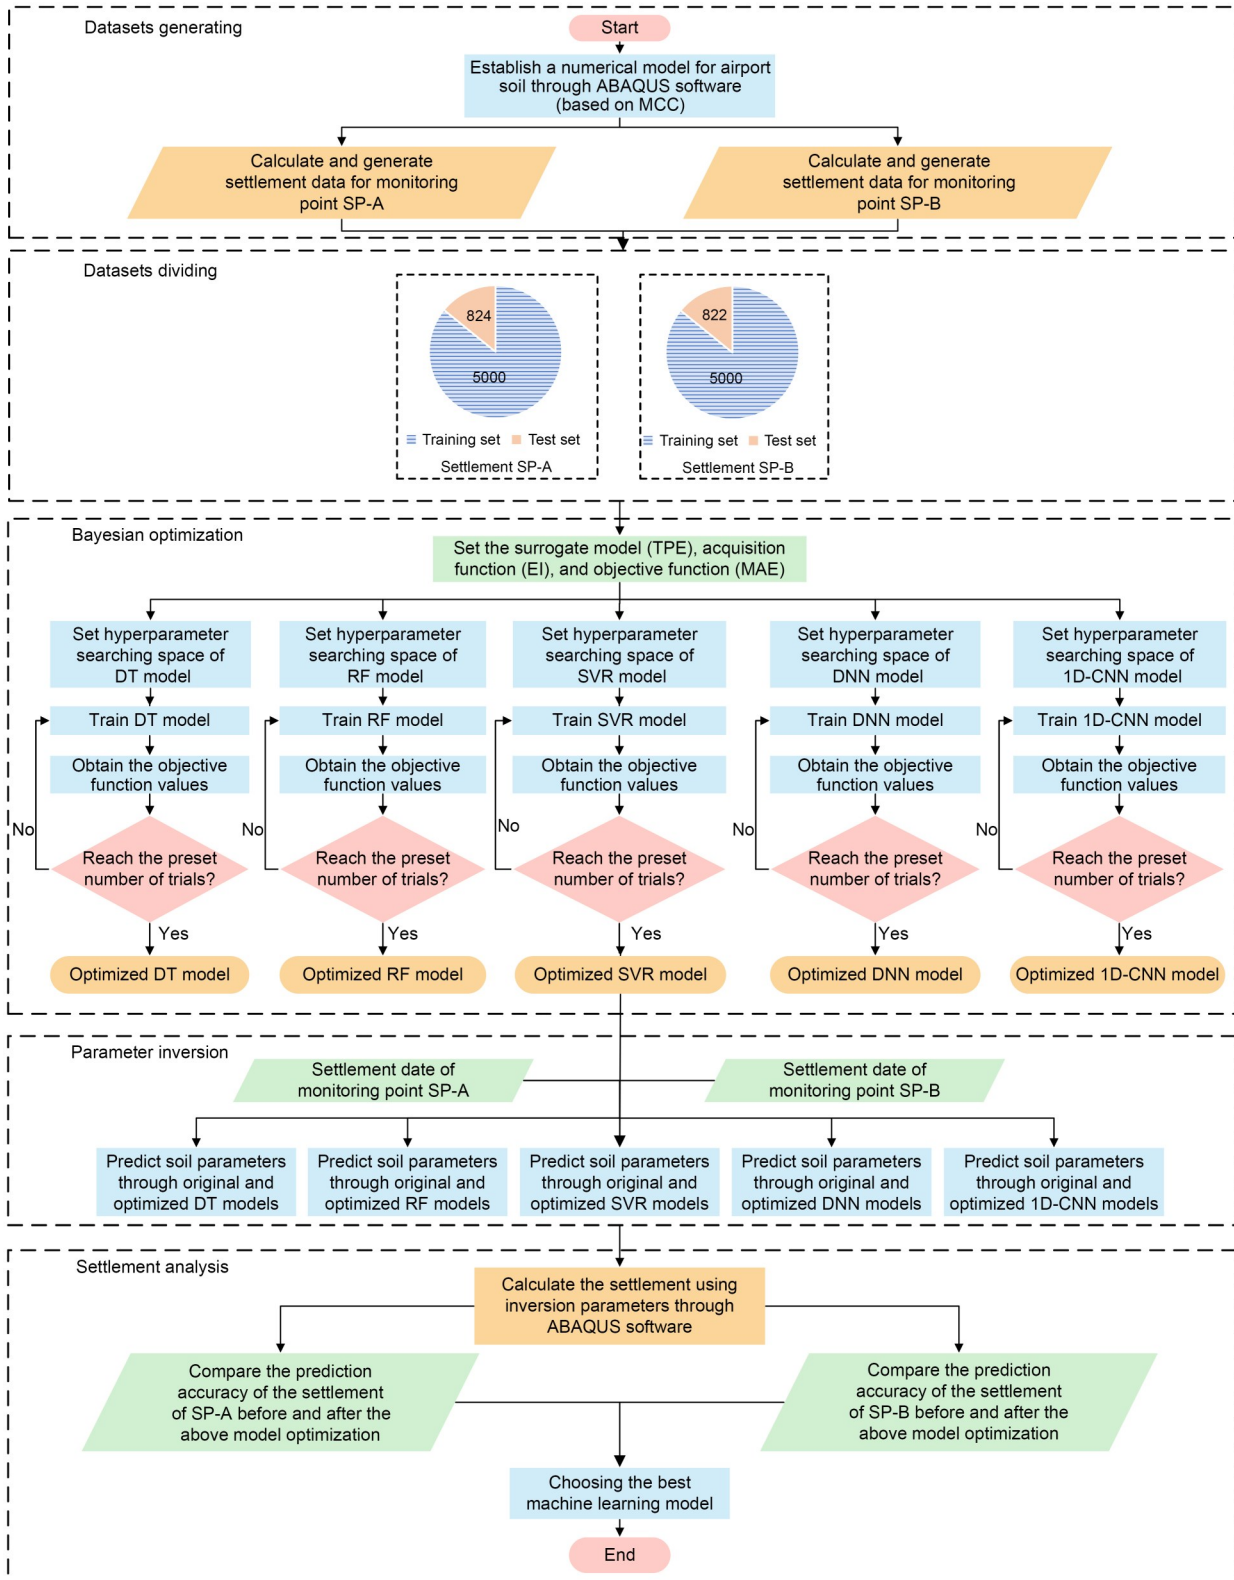 Datasets generating
Start
Establish a numerical model for airport
soil through ABAQUS software
(based on MCC)
Calculate and generate
settlement data for monitoring
point SP-A
Calculate and generate
settlement data for monitoring
point SP-B
Datasets dividing
824
5000
Training set
Test set
Settlement SP-A
822
5000
Training set
Test set
Settlement SP-B
Bayesian optimization
Set the surrogate model (TPE), acquisition
function (EI), and objective function (MAE)
Set hyperparameter
searching space of
DT model
Train DT model
Obtain the objective
function values
No
Reach the preset
number of trials?
Yes
Optimized DT model
Set hyperparameter
searching space of
RF model
Train RF model
Obtain the objective
function values
No
Reach the preset
number of trials?
Yes
Optimized RF model
Set hyperparameter
searching space of
SVR model
Train SVR model
Obtain the objective
function values
No
Reach the preset
number of trials?
Yes
Optimized SVR model
Set hyperparameter
searching space of
DNN model
Train DNN model
Obtain the objective
function values
No
Reach the preset
number of trials?
Yes
Optimized DNN model
Set hyperparameter
searching space of
1D-CNN model
Train 1D-CNN model
Obtain the objective
function values
No
Reach the preset
number of trials?
Yes
Optimized 1D-CNN model
Parameter inversion
Settlement date of
monitoring point SP-A
Settlement date of
monitoring point SP-B
Predict soil parameters
through original and
optimized DT models
Predict soil parameters
through original and
optimized RF models
Predict soil parameters
through original and
optimized SVR models
Predict soil parameters
through original and
optimized DNN models
Predict soil parameters
through original and
optimized 1D-CNN models
Settlement analysis
Calculate the settlement using
inversion parameters through
ABAQUS software
Compare the prediction
accuracy of the settlement
of SP-A before and after the
above model optimization
Compare the prediction
accuracy of the settlement
of SP-B before and after the
above model optimization
Choosing the best
machine learning model
End